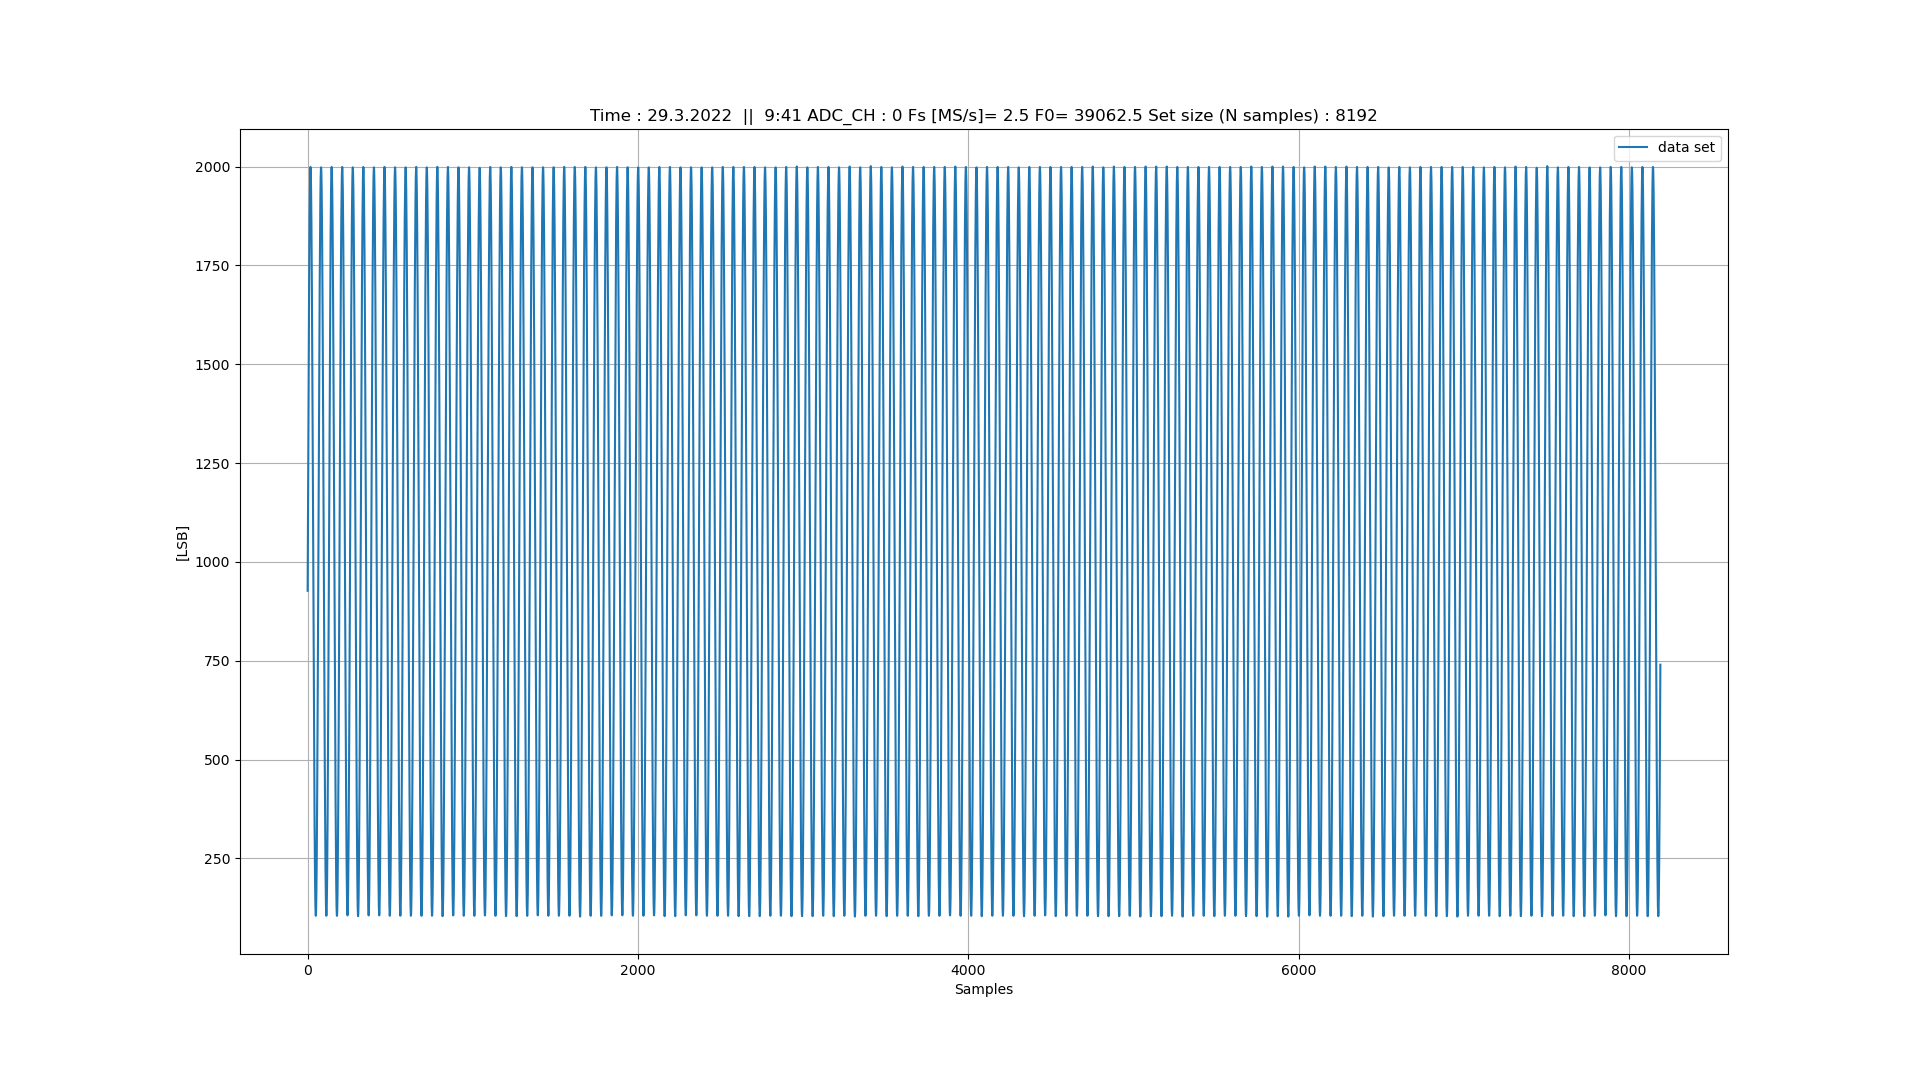 Time : 29.3.2022 || 9:41 ADC_CH : 0 Fs [MS/s]= 2.5 F0= 39062.5 Set size (N samples) : 8192
data set
2000
1750
1500
1250
1000
750
500
250
[LSB]
0 2000 4000 6000 8000
Samples